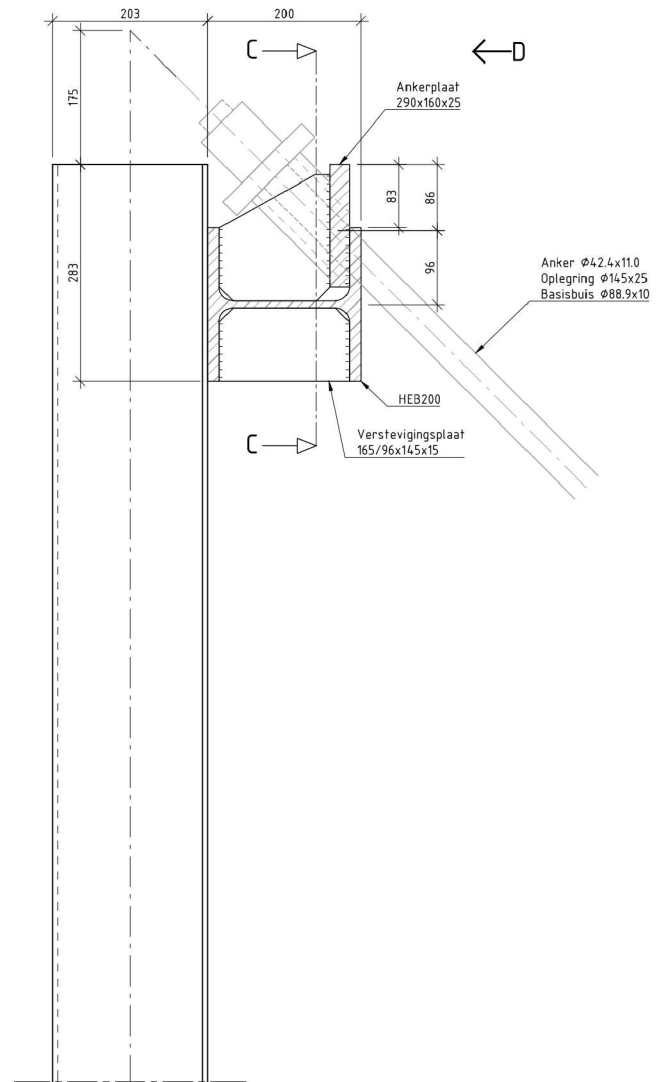 203
200
C
D
175
Ankerplaat
290x160x25
83
86
283
96
Anker Ø42.4x11.0
Oplegring Ø145x25
Basisbuis Ø88.9x10
HEB200
C
Verstevigingsplaat
165/96x145x15